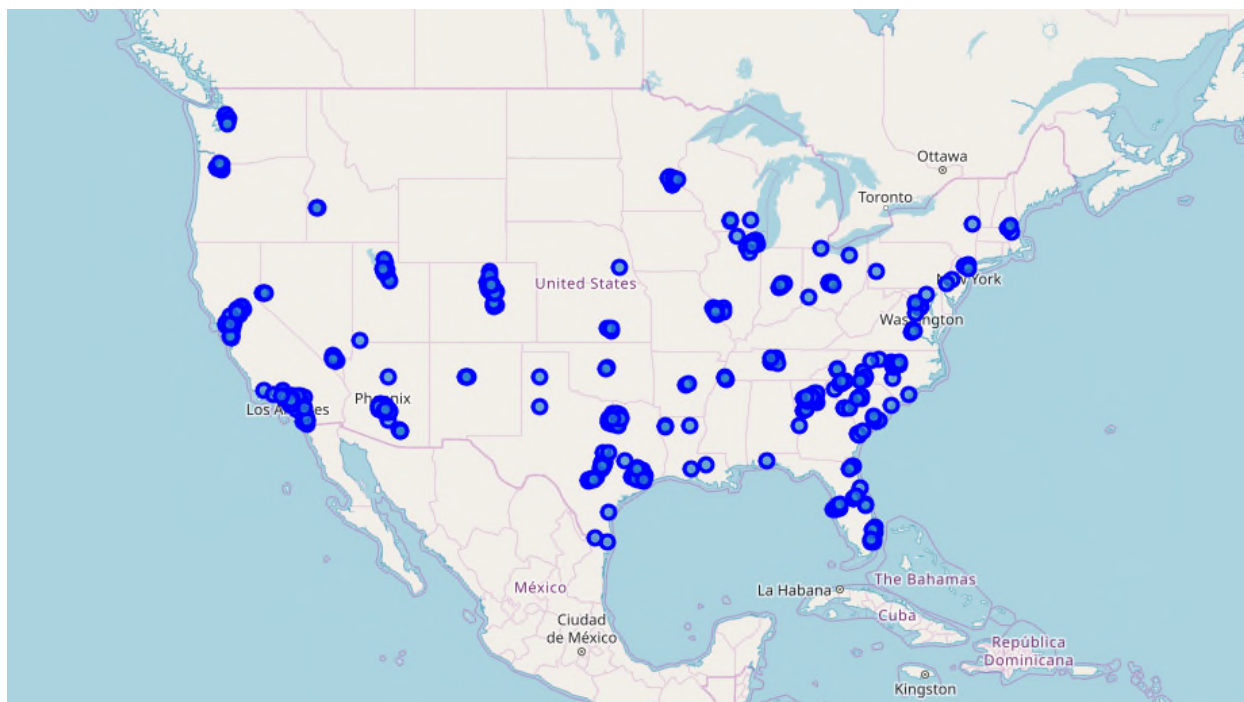 Ottawa
Toronto
United States
New York
Washington
Los Angeles
Phoenix
México
Ciudad
de México
La Habana
The Bahamas
Cuba
República
Dominicana
Kingston